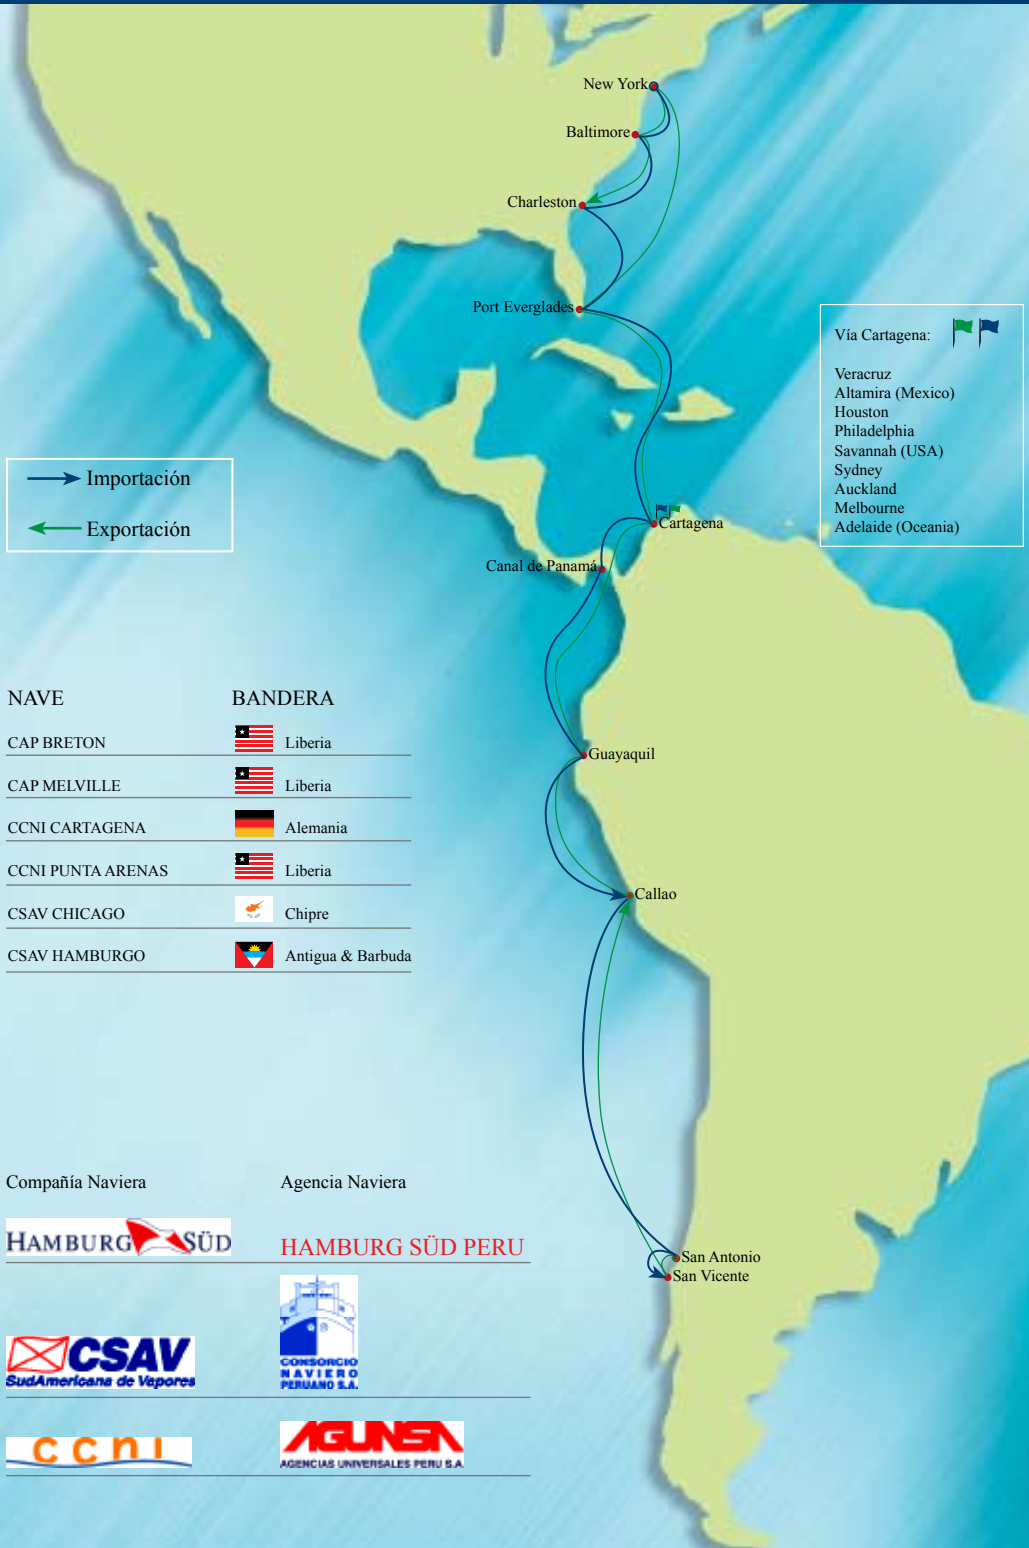 New York
Baltimore
Charleston
Port Everglades
Vía Cartagena:
Veracruz
Altamira (Mexico)
Houston
Philadelphia
Savannah (USA)
Sydney
Auckland
Melbourne
Adelaide (Oceania)
Importación
Exportación
Cartagena
Canal de Panamá
NAVE BANDERA
CAP BRETON Liberia
CAP MELVILLE Liberia
CCNI CARTAGENA Alemania
CCNI PUNTA ARENAS Liberia
CSAV CHICAGO Chipre
CSAV HAMBURGO Antigua & Barbuda
Guayaquil
Callao
San Antonio
San Vicente
Compañía Naviera Agencia Naviera
HAMBURG SÜD HAMBURG SÜD PERU
CSAV
SudAmericana de Vapores
CONSORCIO
NAVIERO
PERUANO S.A.
ccni
AGUNSA
AGENCIAS UNIVERSALES PERU S.A.